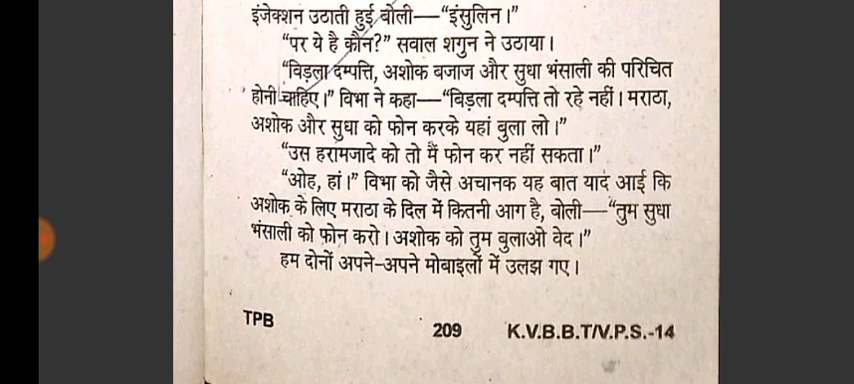 इंजेक्शन उठाती हुई बोली—“इंसुलिन।”
“पर ये है कौन?” सवाल शगुन ने उठाया।
“विड़ला दम्पत्ति, अशोक बजाज और सुधा भंसाली की परिचित
होनी चाहिए।” विभा ने कहा—“विड़ला दम्पत्ति तो रहे नहीं। मराठा,
अशोक और सुधा को फोन करके यहां बुला लो।”
“उस हरामजादे को तो मैं फोन कर नहीं सकता।”
“ओह, हां।” विभा को जैसे अचानक यह बात याद आई कि
अशोक के लिए मराठा के दिल में कितनी आग है, बोली—“तुम सुधा
भंसाली को फोन करो। अशोक को तुम बुलाओ वेद।”
हम दोनों अपने-अपने मोबाइलों में उलझ गए।
TPB 209 K.V.B.B.T/V.P.S.-14